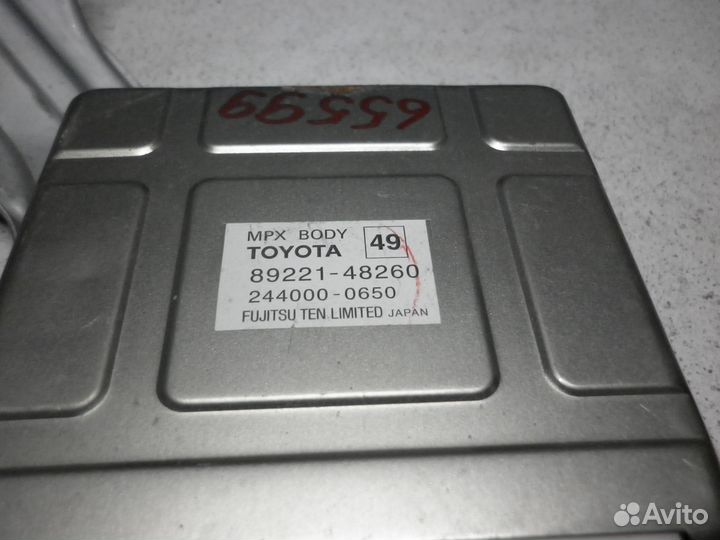 65599
MPX BODY
TOYOTA 49
89221-48260
244000-0650
FUJITSU TEN LIMITED JAPAN
Avito